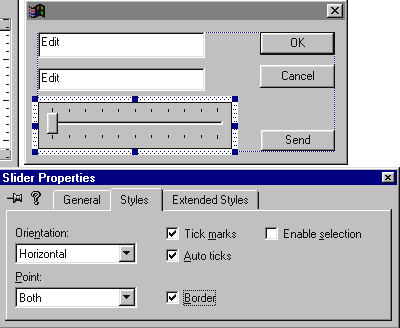 Edit
OK
Edit
Cancel
Send
Slider Properties
? General Styles Extended Styles
Orientation:
Tick marks Enable selection
Horizontal
Auto ticks
Point:
Both
Border